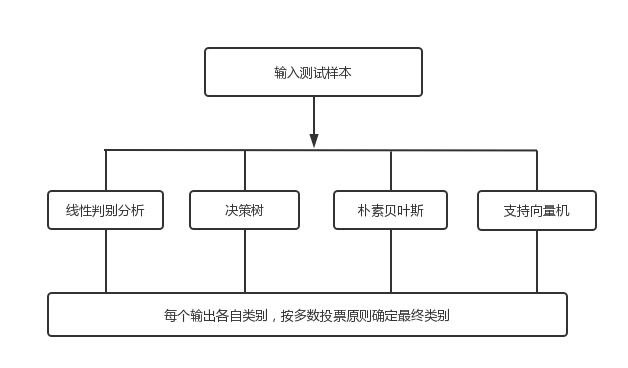 输入测试样本
线性判别分析
决策树
朴素贝叶斯
支持向量机
每个输出各自类别，按多数投票原则确定最终类别